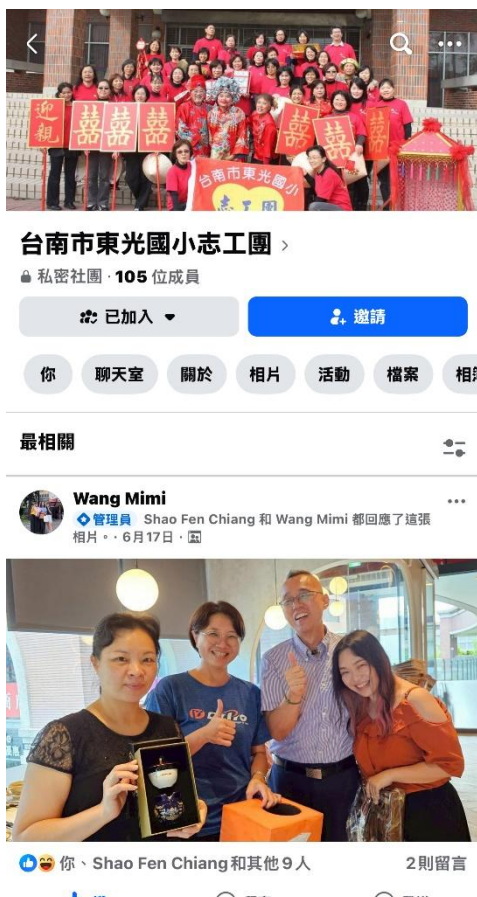 迎親
囍
囍
囍
囍
囍
台南市東光國小
志工團
台南市東光國小志工團
私密社團 · 105 位成員
已加入
邀請
你
聊天室
關於
相片
活動
檔案
最相關
Wang Mimi
管理員 Shao Fen Chiang 和 Wang Mimi 都回應了這張
相片。 · 6月17日 ·
你、Shao Fen Chiang和其他9人
2則留言